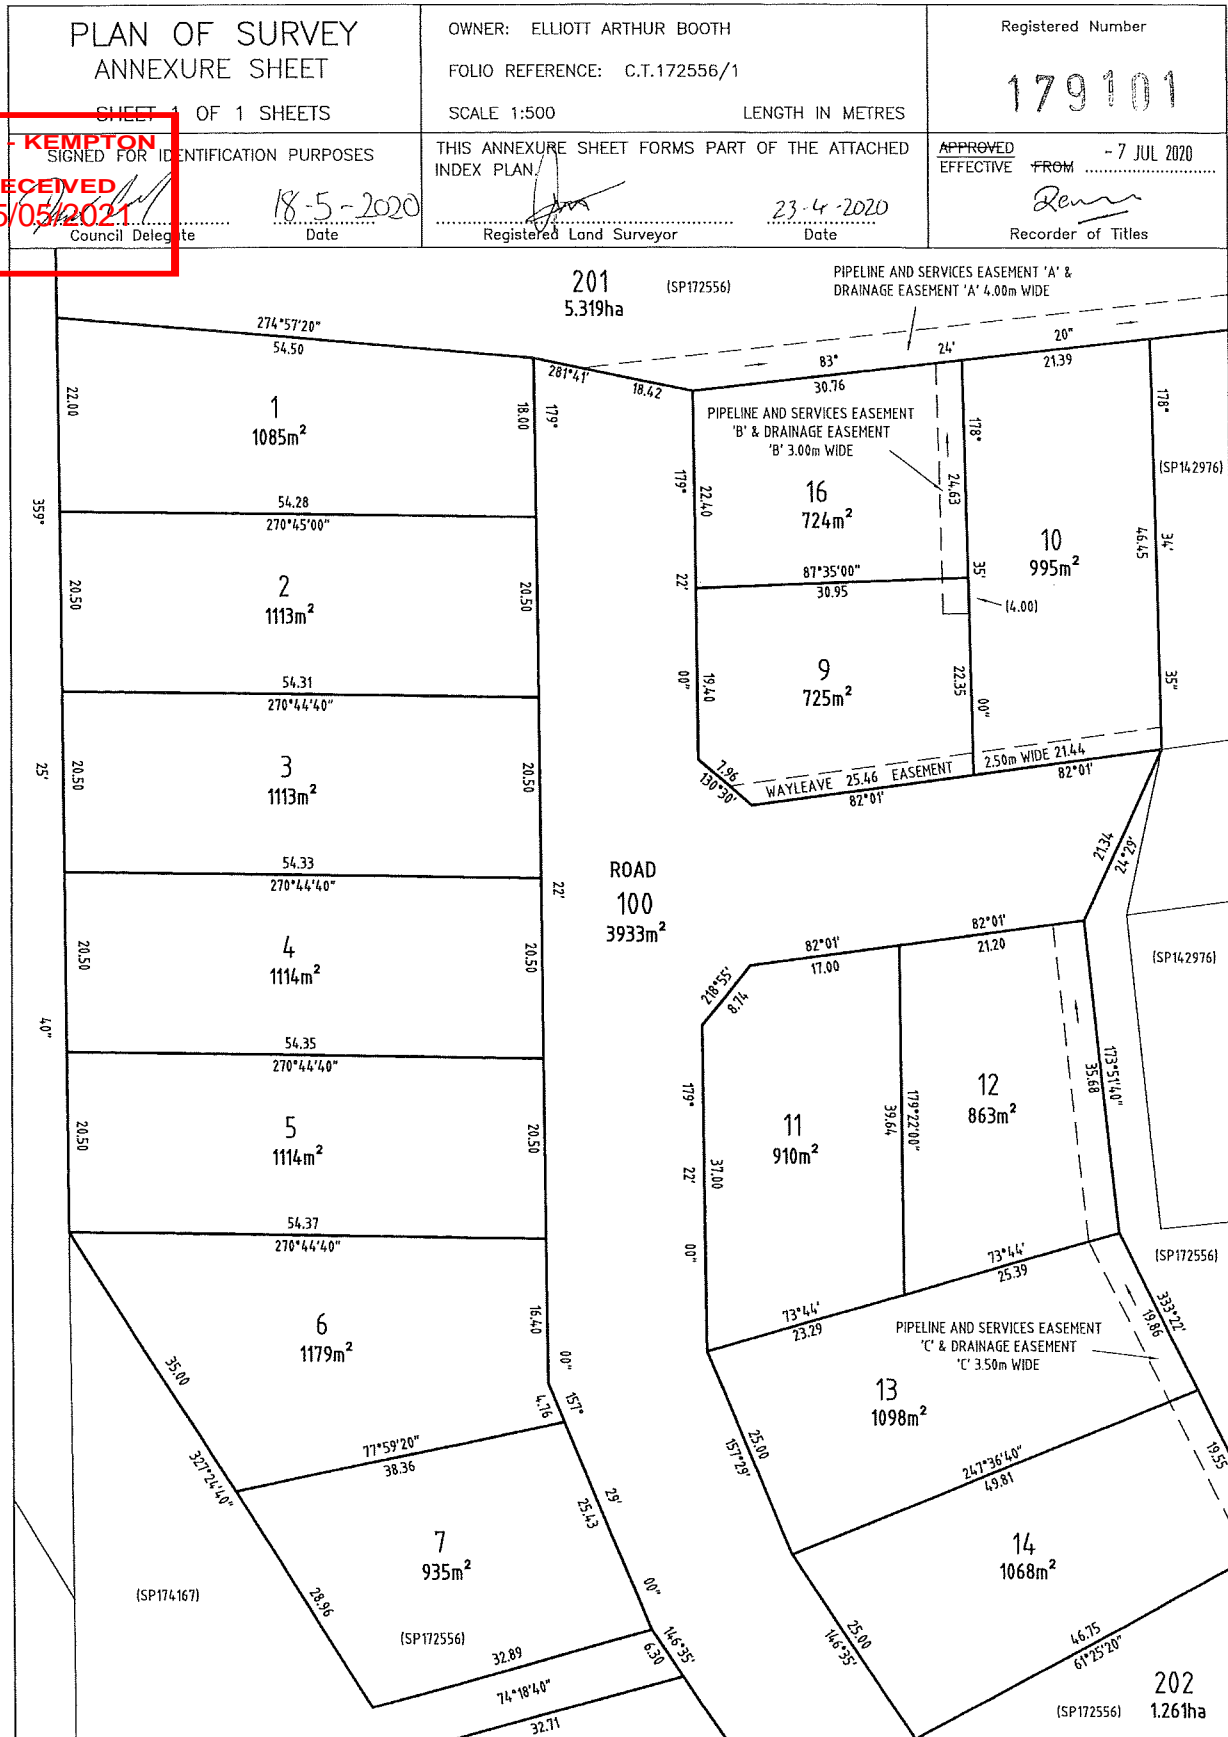 PLAN OF SURVEY
ANNEXURE SHEET
SHEET 1 OF 1 SHEETS
OWNER: ELLIOTT ARTHUR BOOTH
FOLIO REFERENCE: C.T.172556/1
SCALE 1:500 LENGTH IN METRES
Registered Number
179101
- KEMPTON
SIGNED FOR IDENTIFICATION PURPOSES
ECEIVED
5/05/2021
18-5-2020
Council Delegate Date
THIS ANNEXURE SHEET FORMS PART OF THE ATTACHED
INDEX PLAN.
23-4-2020
Registered Land Surveyor Date
APPROVED
EFFECTIVE FROM -7 JUL 2020
Recorder of Titles
201
5.319ha
(SP172556)
PIPELINE AND SERVICES EASEMENT 'A' &
DRAINAGE EASEMENT 'A' 4.00m WIDE
274°57'20"
54.50
281°41'
18.42
83° 24' 20"
30.76
21.39
22.00
1
1085m²
18.00
179°
PIPELINE AND SERVICES EASEMENT
'B' & DRAINAGE EASEMENT
'B' 3.00m WIDE
178°
178°
(SP142976)
179°
22.40
16
724m²
24.63
10
995m²
46.45
34'
359°
54.28
270°45'00"
20.50
2
1113m²
20.50
22'
87°35'00"
30.95
35'
(4.00)
9
725m²
00"
19.40
22.35
00"
35"
54.31
270°44'40"
25'
20.50
3
1113m²
20.50
7.96
130°30'
WAYLEAVE 25.46 EASEMENT 2.50m WIDE 21.44
82°01'
82°01'
21.34
24°29'
54.33
270°44'40"
22'
ROAD
100
3933m²
20.50
4
1114m²
20.50
82°01'
17.00
82°01'
21.20
(SP142976)
218°55'
8.74
40"
54.35
270°44'40"
20.50
5
1114m²
20.50
179°
22'
00"
37.00
11
910m²
39.64
179°22'00"
12
863m²
35.68
173°51'40"
54.37
270°44'40"
73°44'
25.39
(SP172556)
6
1179m²
16.40
00"
73°44'
23.29
PIPELINE AND SERVICES EASEMENT
'C' & DRAINAGE EASEMENT
'C' 3.50m WIDE
333°22'
19.86
35.00
327°24'40"
4.76
157°
13
1098m²
77°59'20"
38.36
25.00
157°29'
247°36'40"
49.81
19.55
29'
25.43
7
935m²
14
1068m²
(SP174167)
28.96
00"
(SP172556)
32.89
146°35'
6.30
25.00
146°35'
46.75
61°25'20"
74°18'40"
32.71
202
(SP172556) 1.261ha